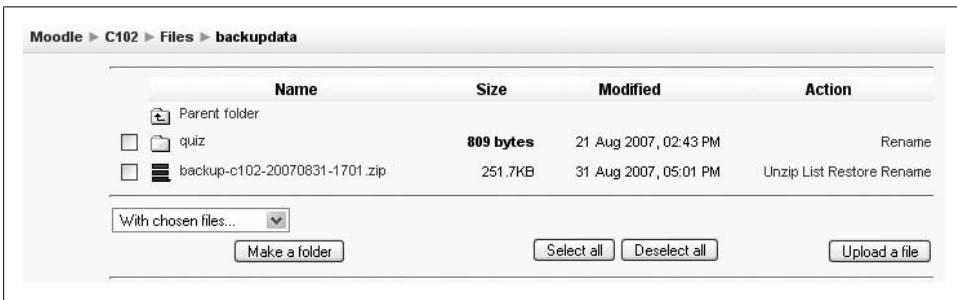 Moodle ▶ C102 ▶ Files ▶ backupdata
Name Size Modified Action
Parent folder
quiz 809 bytes 21 Aug 2007, 02:43 PM Rename
backup-c102-20070831-1701.zip 251.7KB 31 Aug 2007, 05:01 PM Unzip List Restore Rename
With chosen files...
Make a folder Select all Deselect all Upload a file